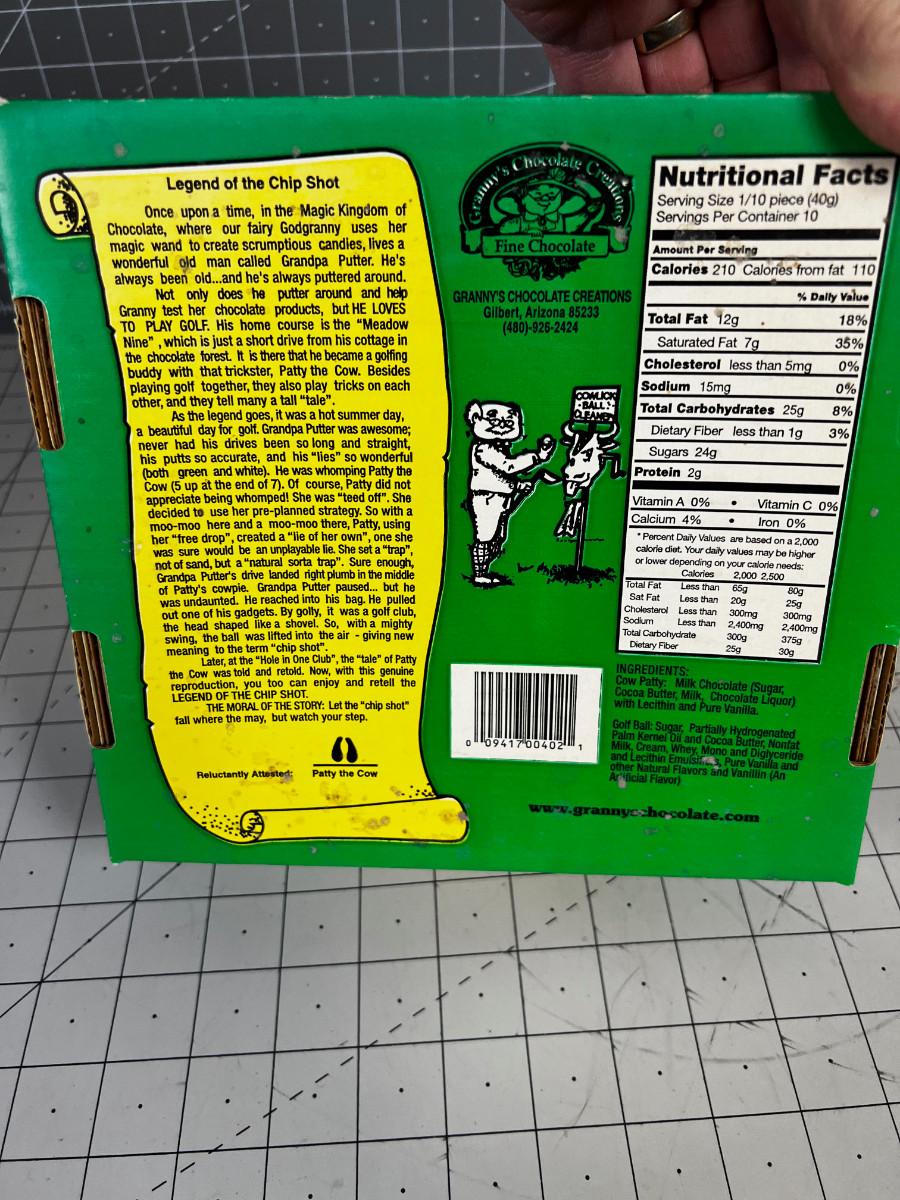 Legend of the Chip Shot
Once upon a time, in the Magic Kingdom of
Chocolate, where our fairy Godgranny uses her
magic wand to create scrumptious candies, lives a
wonderful old man called Grandpa Putter. He's
always been old...and he's always puttered around.
Not only does he putter around and help
Granny test her chocolate products, but HE LOVES
TO PLAY GOLF. His home course is the "Meadow
Nine" , which is just a short drive from his cottage in
the chocolate forest. It is there that he became a golfing
buddy with that trickster, Patty the Cow. Besides
playing golf together, they also play tricks on each
other, and they tell many a tall "tale".
As the legend goes, it was a hot summer day,
a beautiful day for golf. Grandpa Putter was awesome;
never had his drives been so long and straight,
his putts so accurate, and his "lies" so wonderful
(both green and white). He was whomping Patty the
Cow (5 up at the end of 7). Of course, Patty did not
appreciate being whomped! She was "teed off". She
decided to use her pre-planned strategy. So with a
moo-moo here and a moo-moo there, Patty, using
her "free drop", created a "lie of her own", one she
was sure would be an unplayable lie. She set a "trap",
not of sand, but a "natural sorta trap". Sure enough,
Grandpa Putter's drive landed right plumb in the middle
of Patty's cowpie. Grandpa Putter paused... but he
was undaunted. He reached into his bag. He pulled
out one of his gadgets. By golly, it was a golf club,
the head shaped like a shovel. So, with a mighty
swing, the ball was lifted into the air - giving new
meaning to the term "chip shot".
Later, at the "Hole in One Club", the "tale" of Patty
the Cow was told and retold. Now, with this genuine
reproduction, you too can enjoy and retell the
LEGEND OF THE CHIP SHOT.
THE MORAL OF THE STORY: Let the "chip shot"
fall where the may, but watch your step.
Reluctantly Attested:
Patty the Cow
Granny's Chocolate Creations
Fine Chocolate
GRANNY'S CHOCOLATE CREATIONS
Gilbert, Arizona 85233
(480)-926-2424
COWLICK
BALL
CLEANER
0 09417 00402 1
Nutritional Facts
Serving Size 1/10 piece (40g)
Servings Per Container 10
Amount Per Serving
Calories 210 Calories from fat 110
% Daily Value
Total Fat 12g 18%
Saturated Fat 7g 35%
Cholesterol less than 5mg 0%
Sodium 15mg 0%
Total Carbohydrates 25g 8%
Dietary Fiber less than 1g 3%
Sugars 24g
Protein 2g
Vitamin A 0% • Vitamin C 0%
Calcium 4% • Iron 0%
* Percent Daily Values are based on a 2,000
calorie diet. Your daily values may be higher
or lower depending on your calorie needs:
Calories 2,000 2,500
Total Fat Less than 65g 80g
Sat Fat Less than 20g 25g
Cholesterol Less than 300mg 300mg
Sodium Less than 2,400mg 2,400mg
Total Carbohydrate 300g 375g
Dietary Fiber 25g 30g
INGREDIENTS:
Cow Patty: Milk Chocolate (Sugar,
Cocoa Butter, Milk, Chocolate Liquor)
with Lecithin and Pure Vanilla.
Golf Ball: Sugar, Partially Hydrogenated
Palm Kernel Oil and Cocoa Butter, Nonfat
Milk, Cream, Whey, Mono and Diglyceride
and Lecithin Emulsifiers, Pure Vanilla and
other Natural Flavors and Vanillin (An
Artificial Flavor)
www.grannyschocolate.com